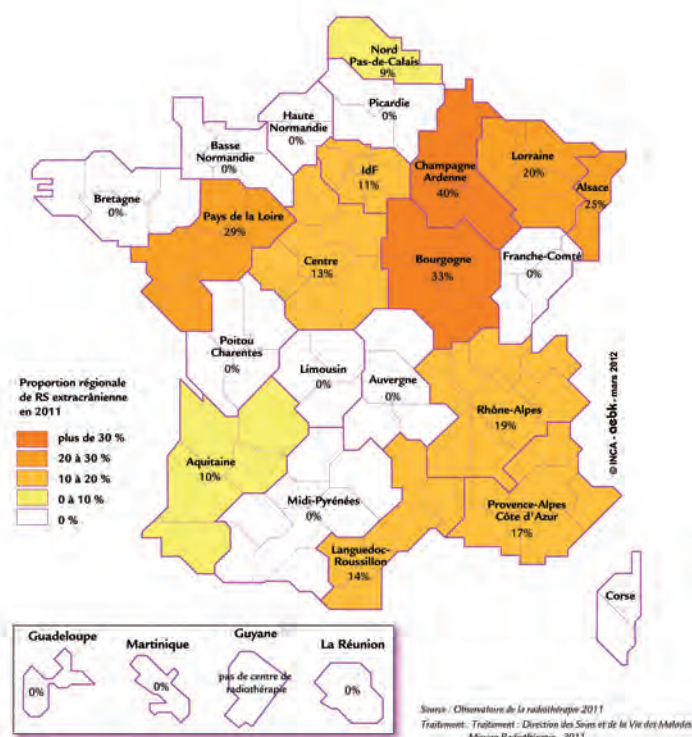 Nord
Pas-de-Calais
9%
Picardie
0%
Haute
Normandie
0%
Basse
Normandie
0%
IdF
11%
Champagne
Ardenne
40%
Lorraine
20%
Alsace
25%
Bretagne
0%
Pays de la Loire
29%
Centre
13%
Bourgogne
33%
Franche-Comté
0%
Poitou
Charentes
0%
Limousin
0%
Auvergne
0%
Rhône-Alpes
19%
Aquitaine
10%
Midi-Pyrénées
0%
Languedoc-
Roussillon
14%
Provence-Alpes
Côte d'Azur
17%
Corse
© INCA - - mars 2012
Proportion régionale
de RS extracrânienne
en 2011
plus de 30 %
20 à 30 %
10 à 20 %
0 à 10 %
0 %
Guadeloupe
0%
Martinique
0%
Guyane
pas de centre de
radiothérapie
La Réunion
0%
Source : Observatoire de la radiothérapie 2011
Traitement. Traitement : Direction des Soins et de la Vie des Malades
Mission Radiothérapie - 2011